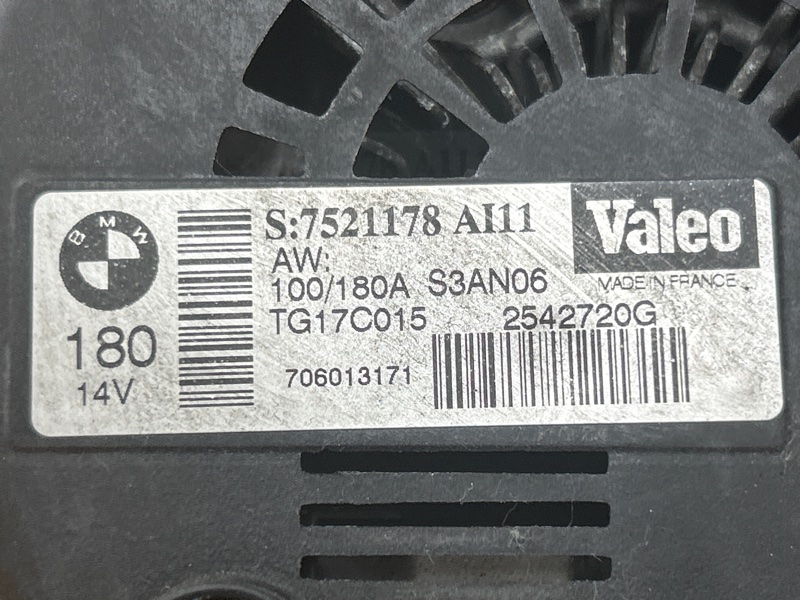 BMW
180
14V
S:7521178 AI11
AW:
100/180A S3AN06
TG17C015 2542720G
706013171
Valeo
MADE IN FRANCE